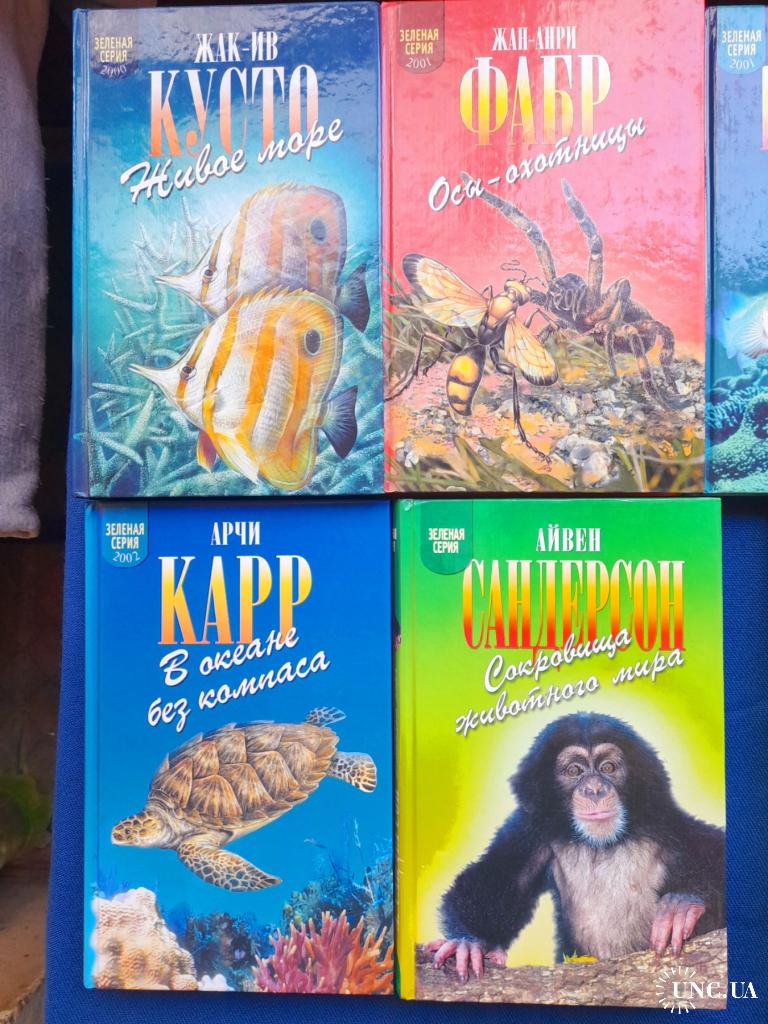 ЗЕЛЕНАЯ
СЕРИЯ
2000
ЖАК-ИВ
КУСТО
Живое море
ЗЕЛЕНАЯ
СЕРИЯ
2001
ЖАН-АНРИ
ФАБР
Осы-охотницы
ЗЕЛЕНАЯ
СЕРИЯ
2001
ЗЕЛЕНАЯ
СЕРИЯ
2002
АРЧИ
КАРР
В океане
без компаса
ЗЕЛЕНАЯ
СЕРИЯ
АЙВЕН
САНДЕРСОН
Сокровища
животного мира
UNC.UA